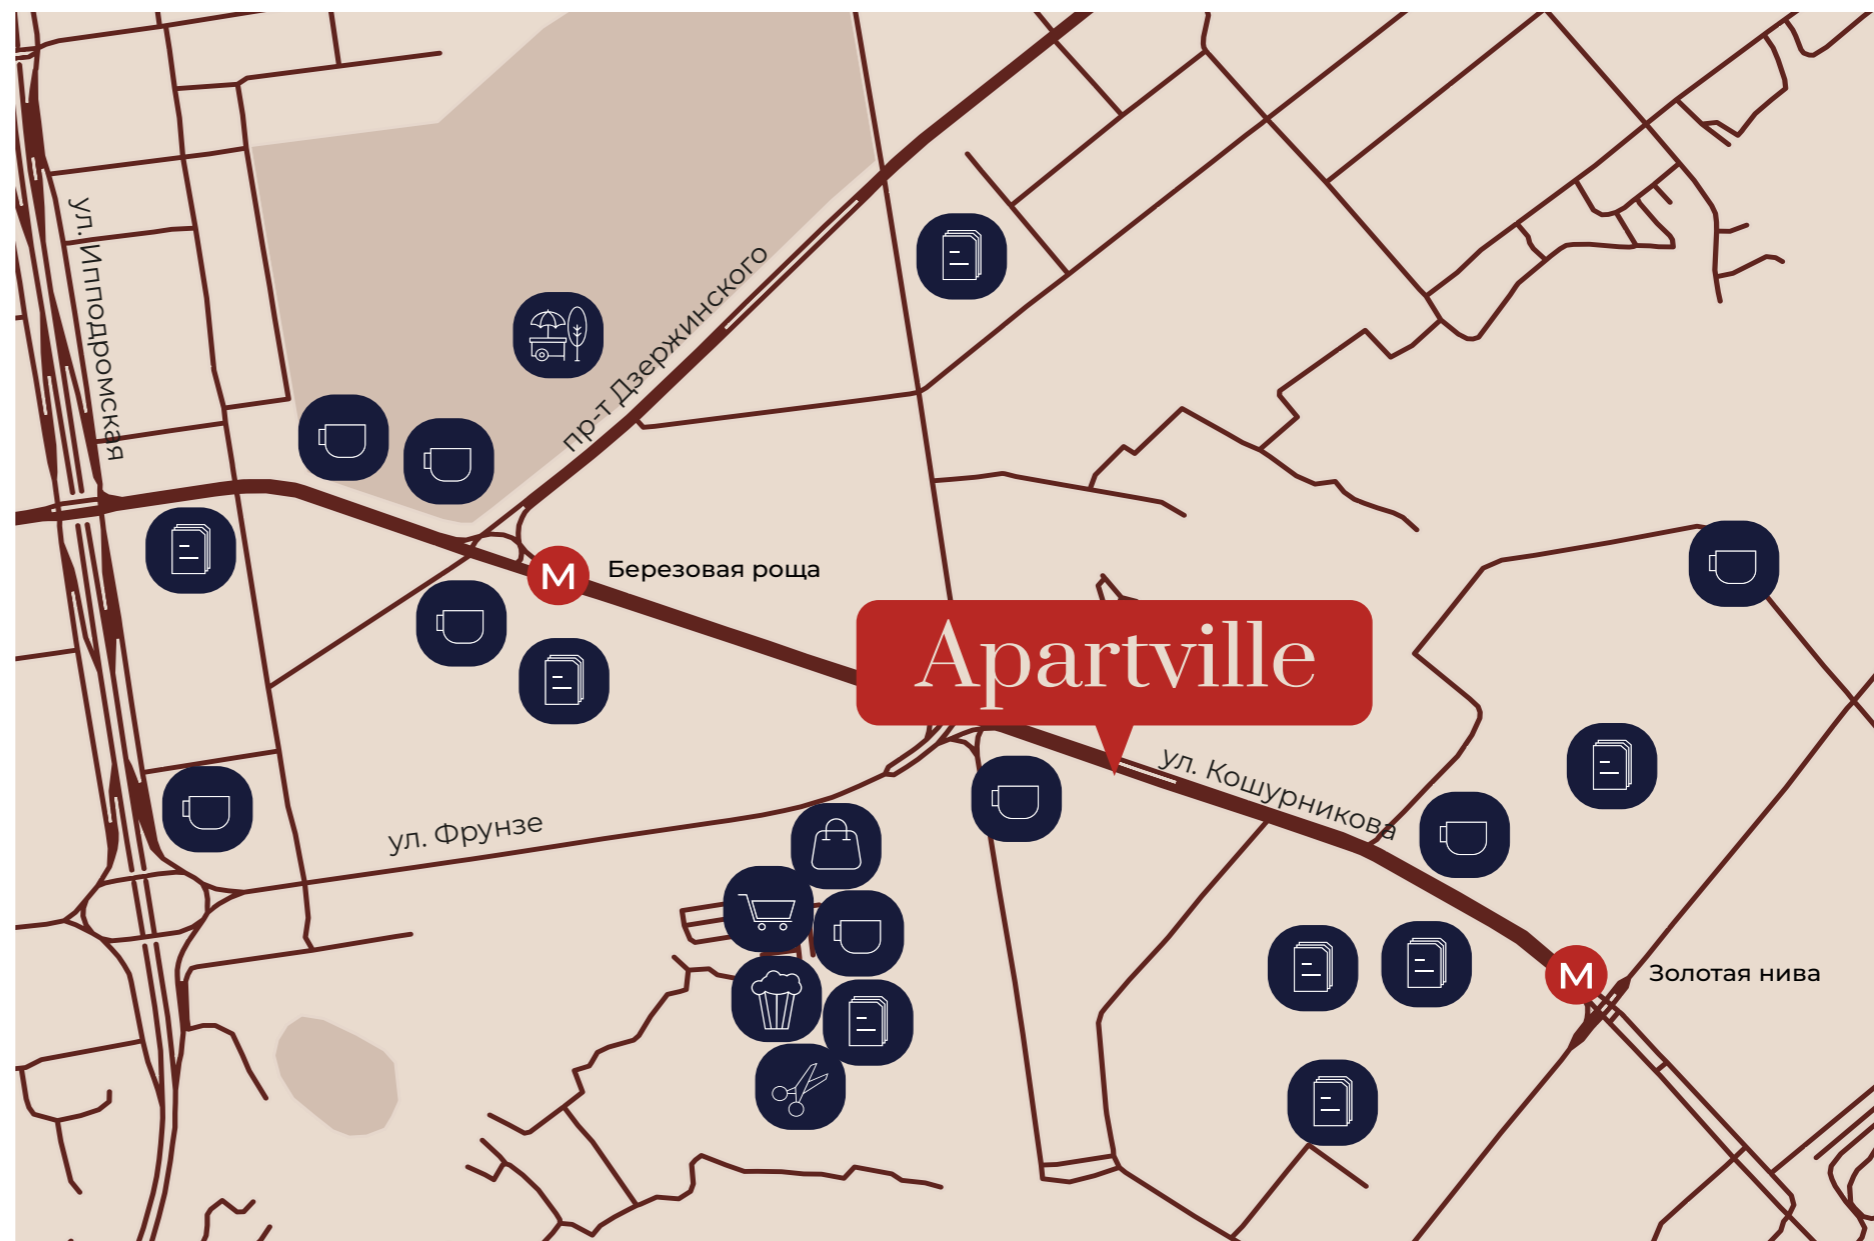 ул. Ипподромская
пр-т Дзержинского
М
Березовая роща
Apartville
ул. Кошурникова
ул. Фрунзе
М
Золотая нива